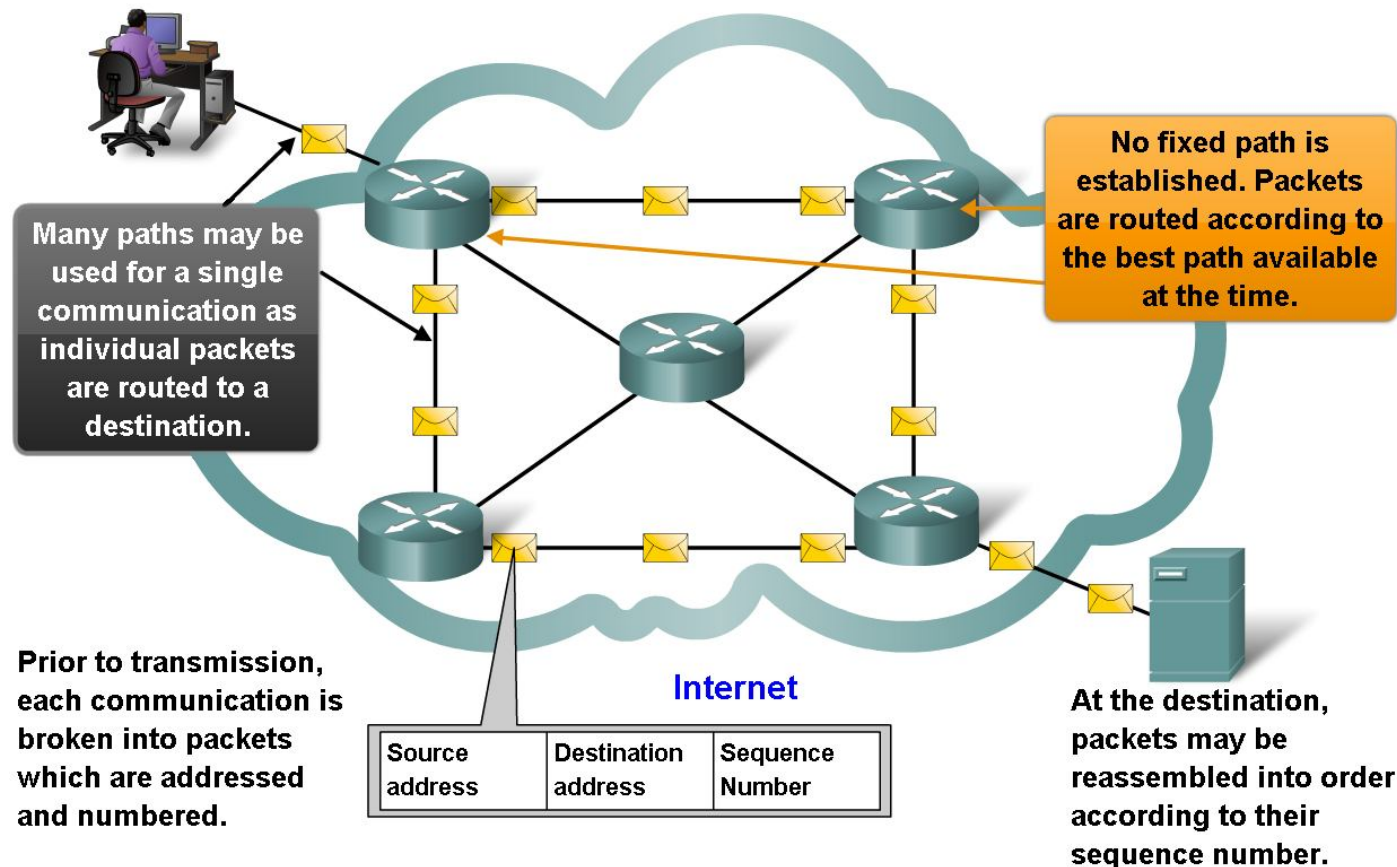 No fixed path is
established. Packets
are routed according to
the best path available
at the time.
Many paths may be
used for a single
communication as
individual packets
are routed to a
destination.
Prior to transmission,
each communication is
broken into packets
which are addressed
and numbered.
Internet
Source
address
Destination
address
Sequence
Number
At the destination,
packets may be
reassembled into order
according to their
sequence number.